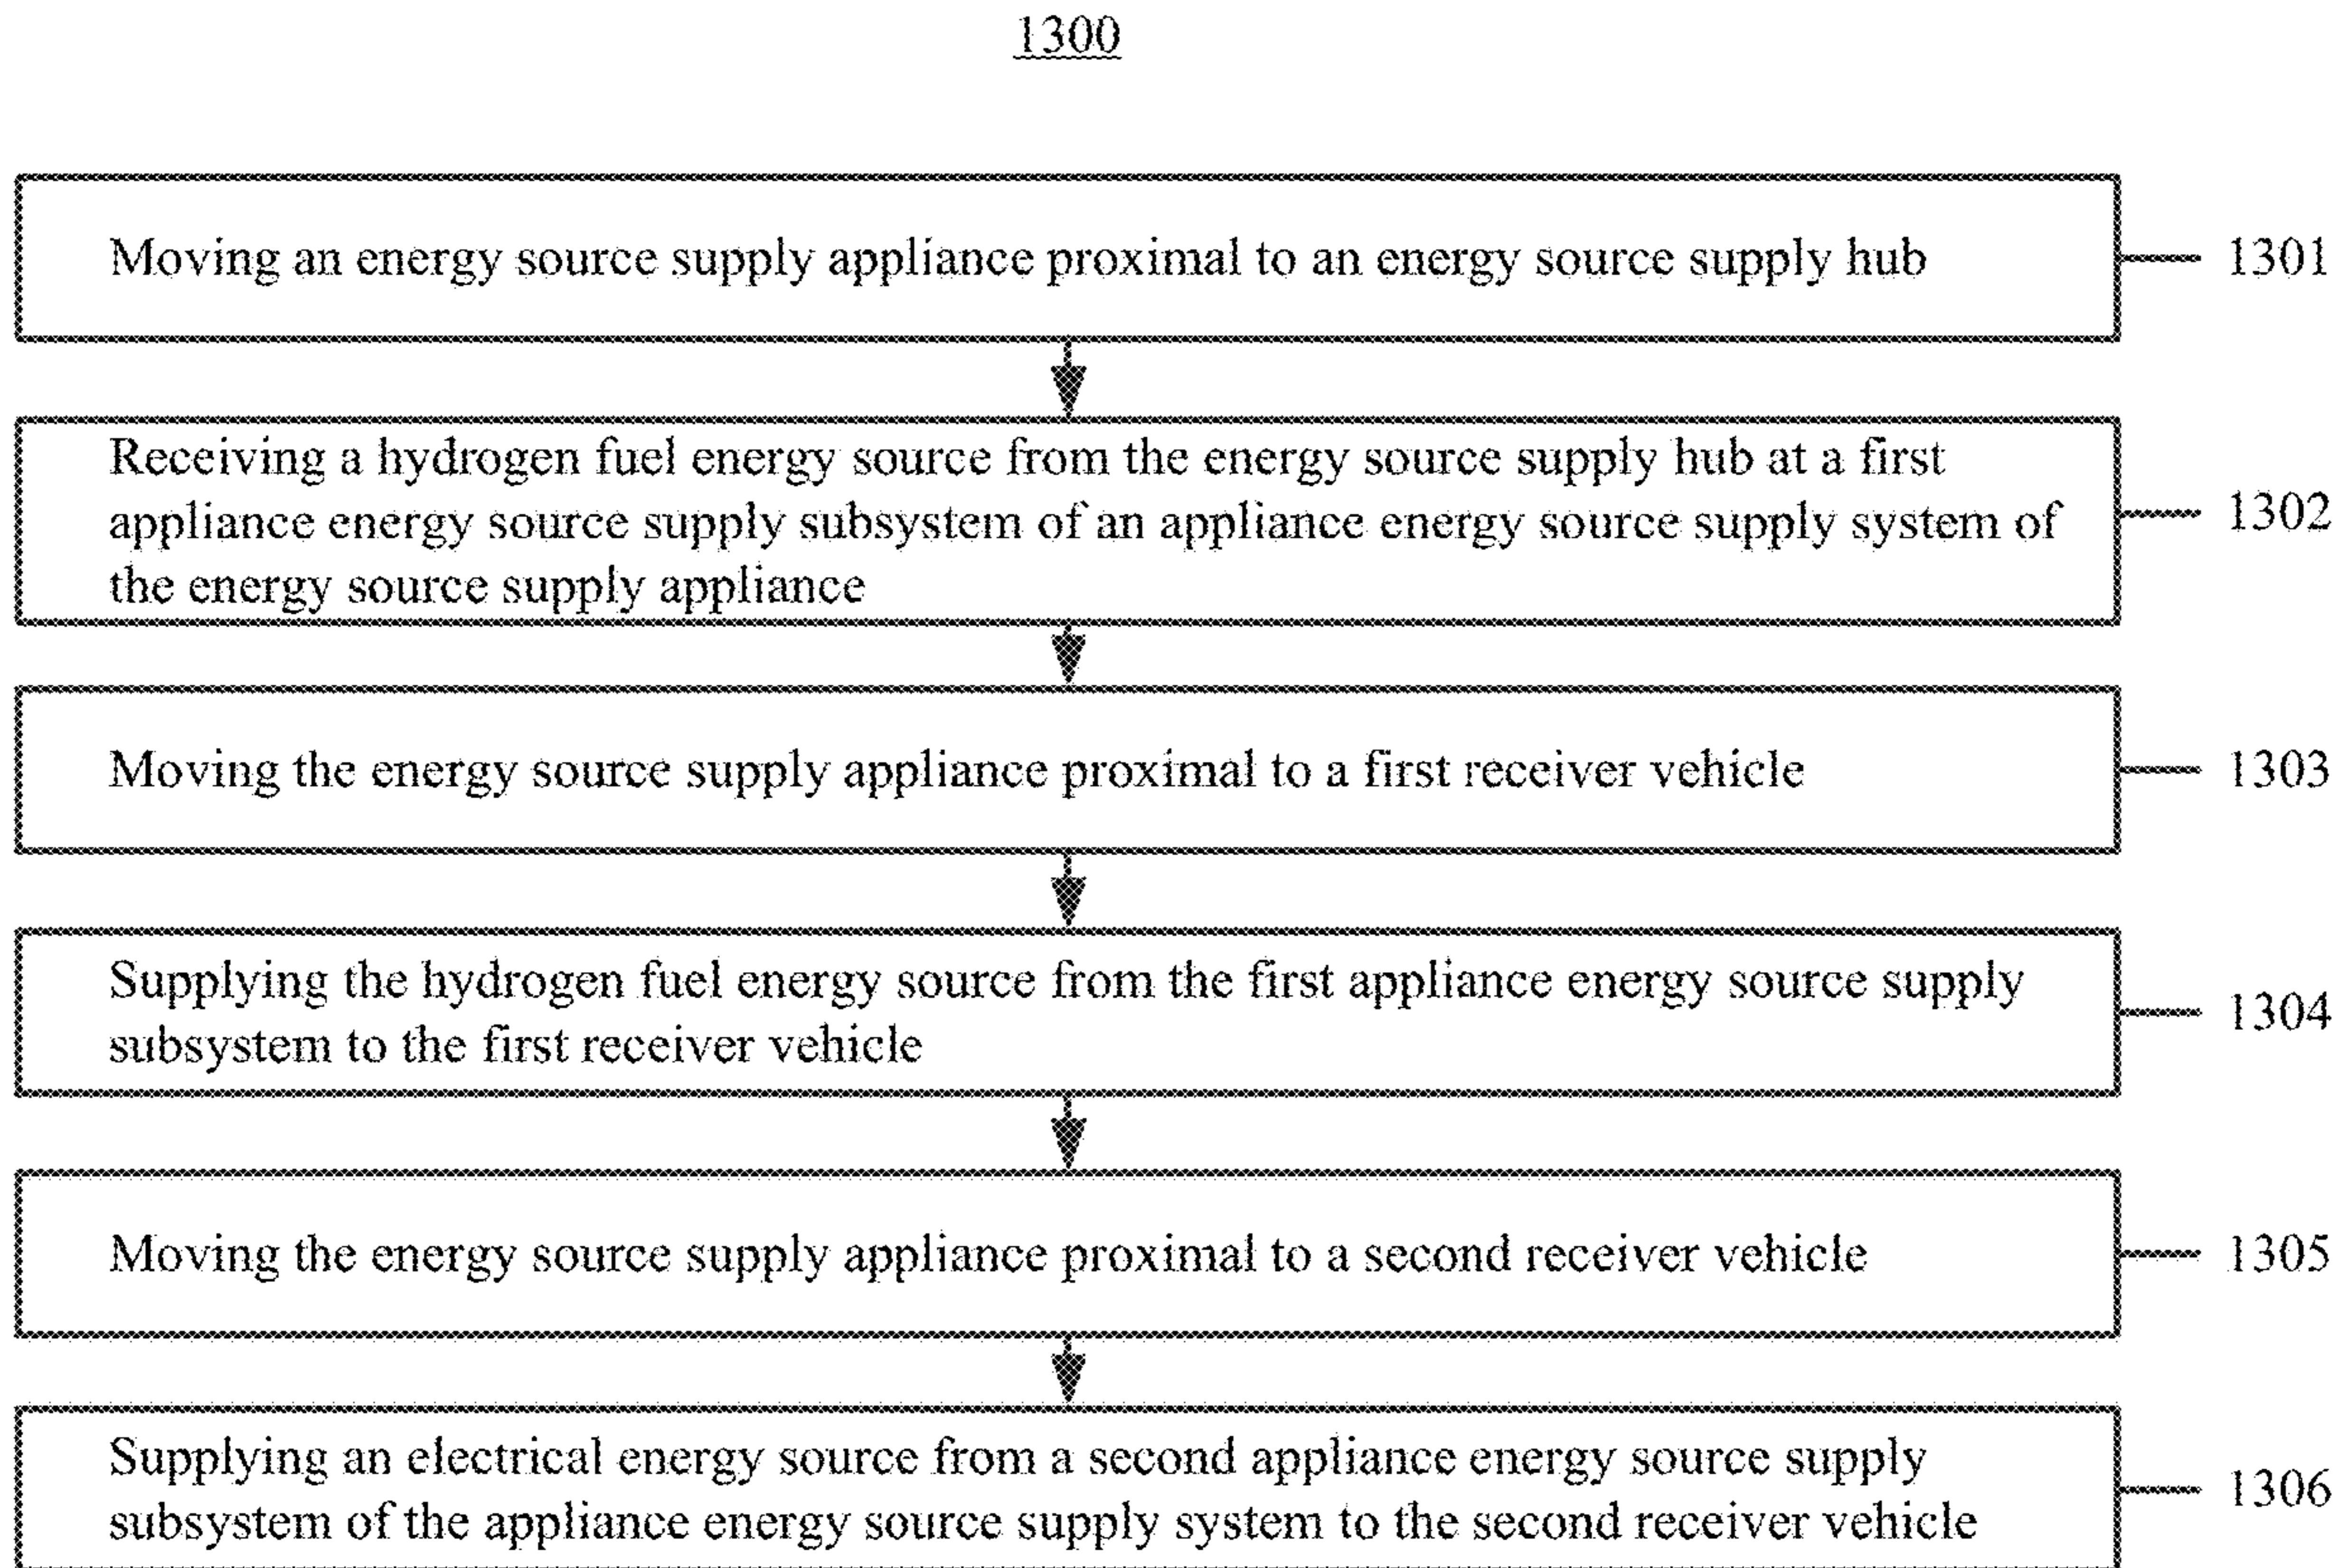 1300
Moving an energy source supply appliance proximal to an energy source supply hub
1301
Receiving a hydrogen fuel energy source from the energy source supply hub at a first
appliance energy source supply subsystem of an appliance energy source supply system of
the energy source supply appliance
1302
Moving the energy source supply appliance proximal to a first receiver vehicle
1303
Supplying the hydrogen fuel energy source from the first appliance energy source supply
subsystem to the first receiver vehicle
1304
Moving the energy source supply appliance proximal to a second receiver vehicle
1305
Supplying an electrical energy source from a second appliance energy source supply
subsystem of the appliance energy source supply system to the second receiver vehicle
1306